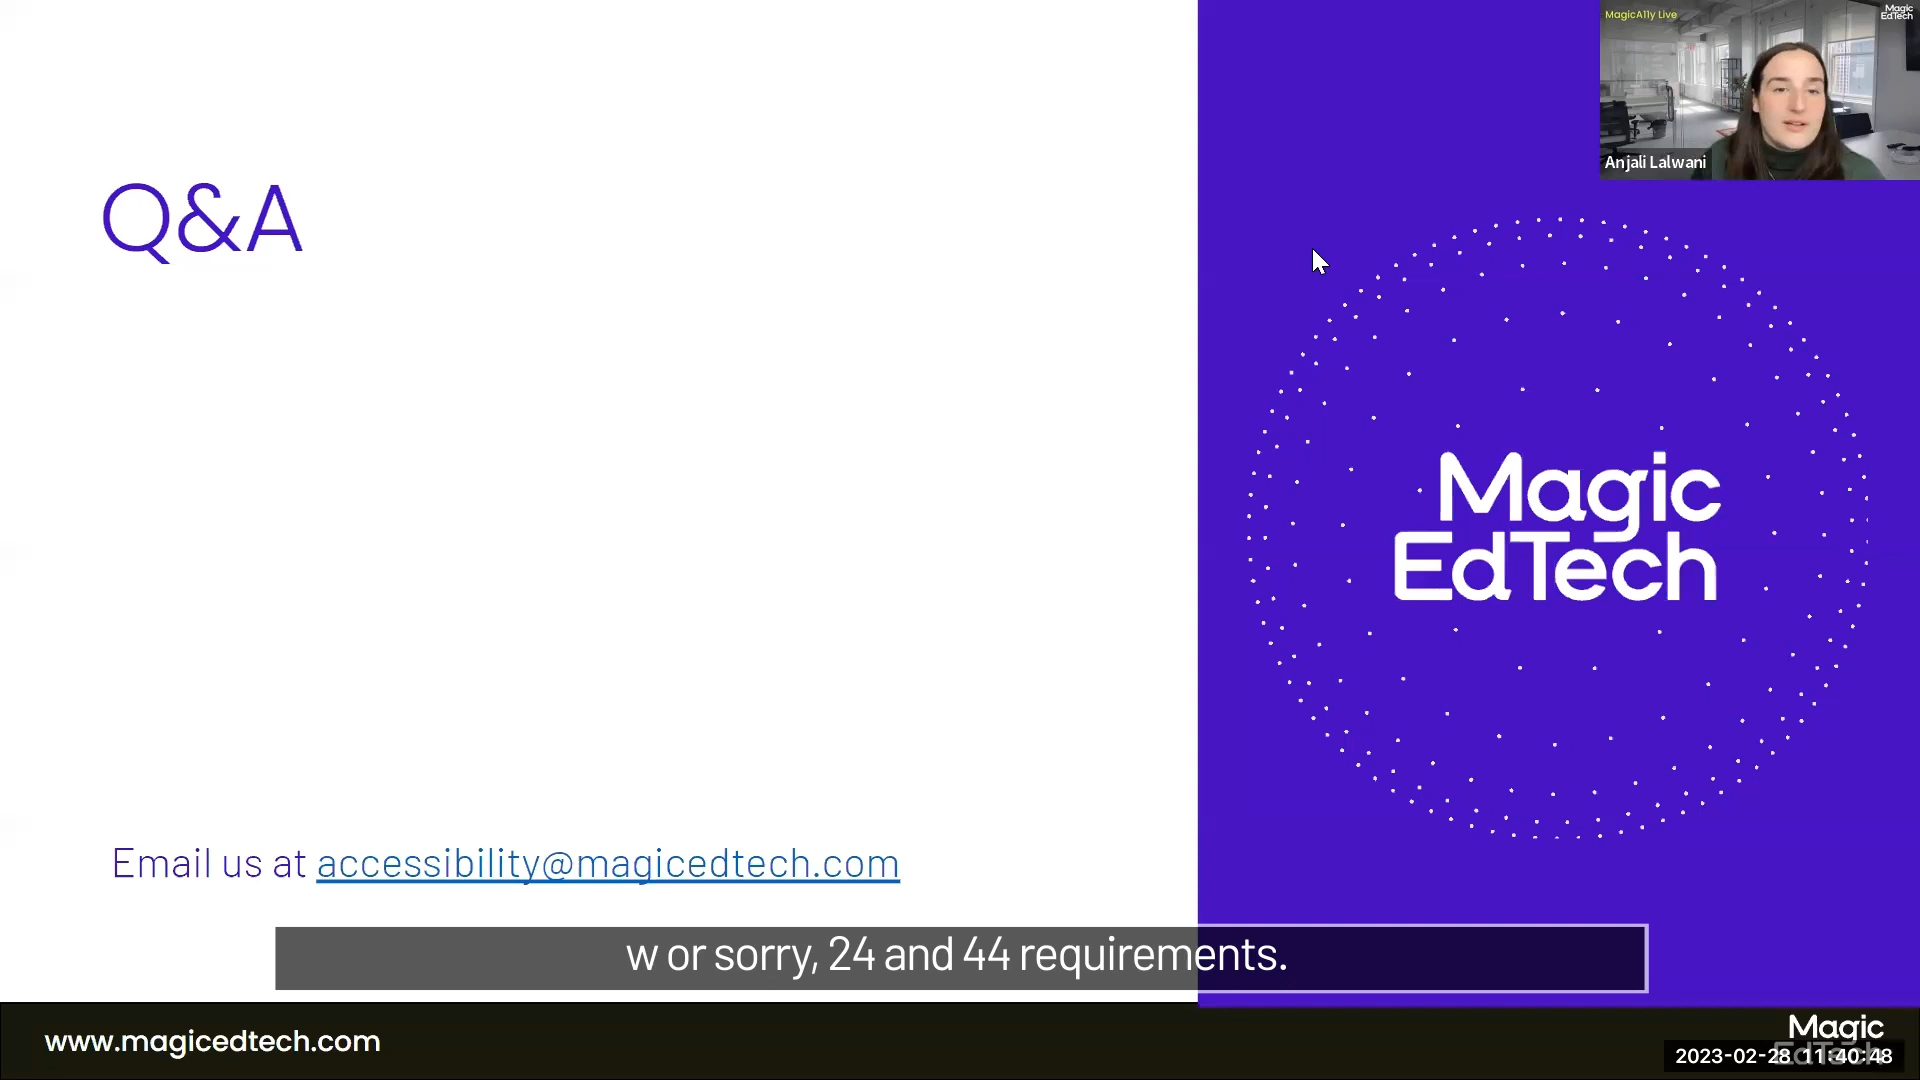 MagicA11y Live
Magic
EdTech
Anjali Lalwani
Q&A
Magic
EdTech
Email us at accessibility@magicedtech.com
w or sorry, 24 and 44 requirements.
www.magicedtech.com
Magic
EdTech
2023-02-28 11:40:48